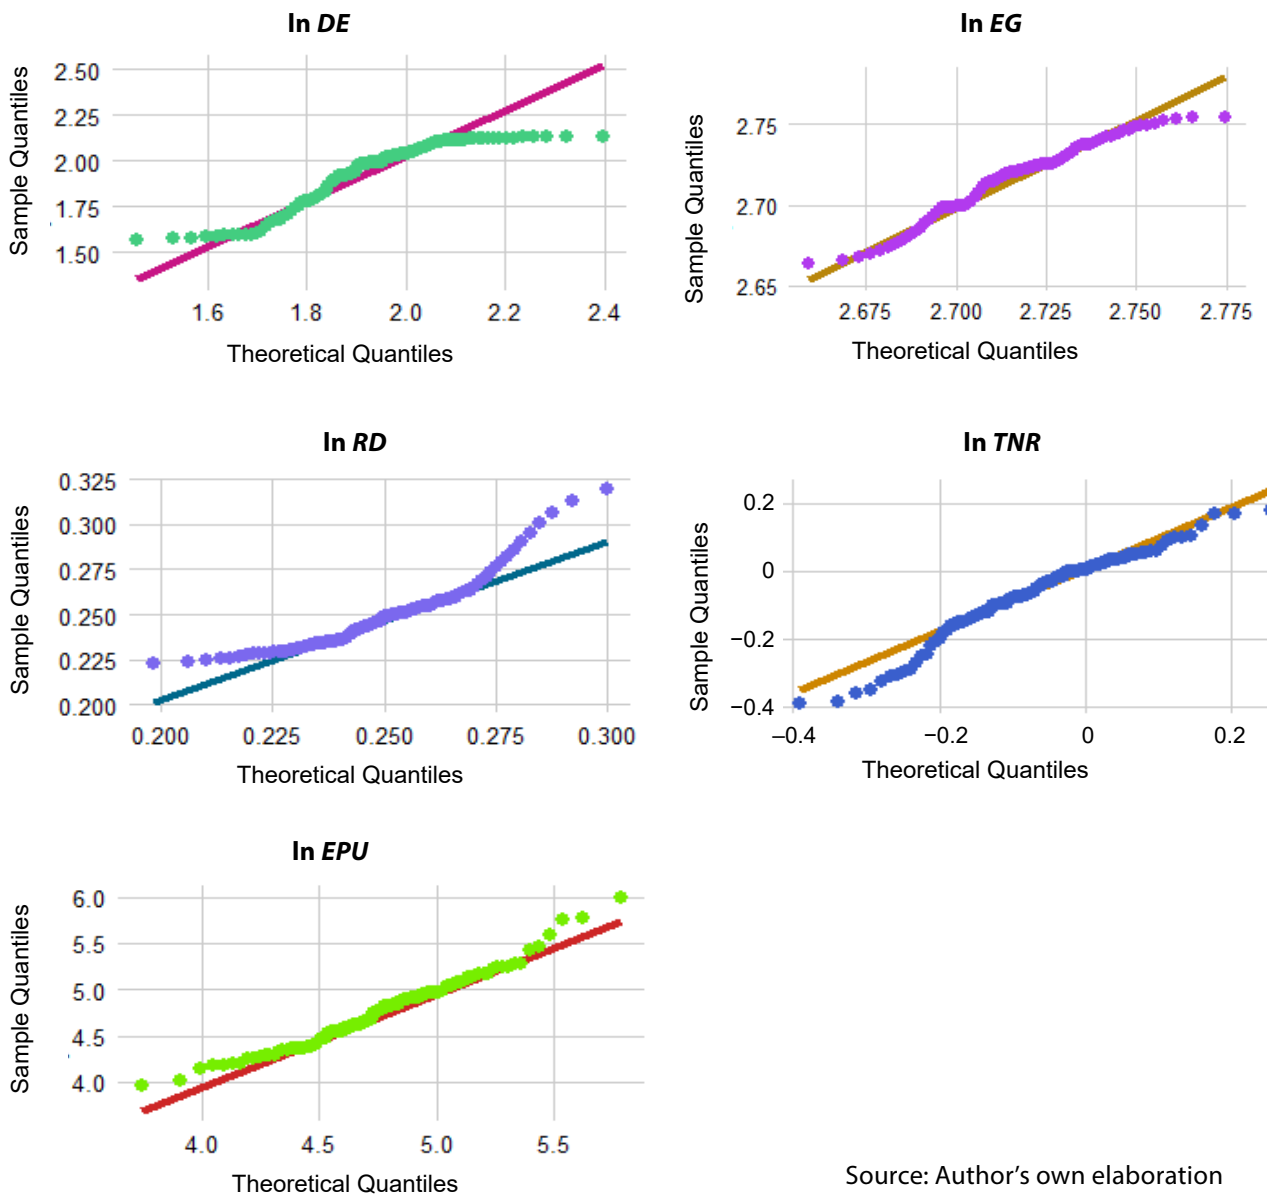 ln DE
Sample Quantiles
2.50
2.25
2.00
1.75
1.50
1.6 1.8 2.0 2.2 2.4
Theoretical Quantiles
ln EG
Sample Quantiles
2.75
2.70
2.65
2.675 2.700 2.725 2.750 2.775
Theoretical Quantiles
ln RD
Sample Quantiles
0.325
0.300
0.275
0.250
0.225
0.200
0.200 0.225 0.250 0.275 0.300
Theoretical Quantiles
ln TNR
Sample Quantiles
0.2
0
−0.2
−0.4
−0.4 −0.2 0 0.2
Theoretical Quantiles
ln EPU
Sample Quantiles
6.0
5.5
5.0
4.5
4.0
4.0 4.5 5.0 5.5
Theoretical Quantiles
Source: Author’s own elaboration